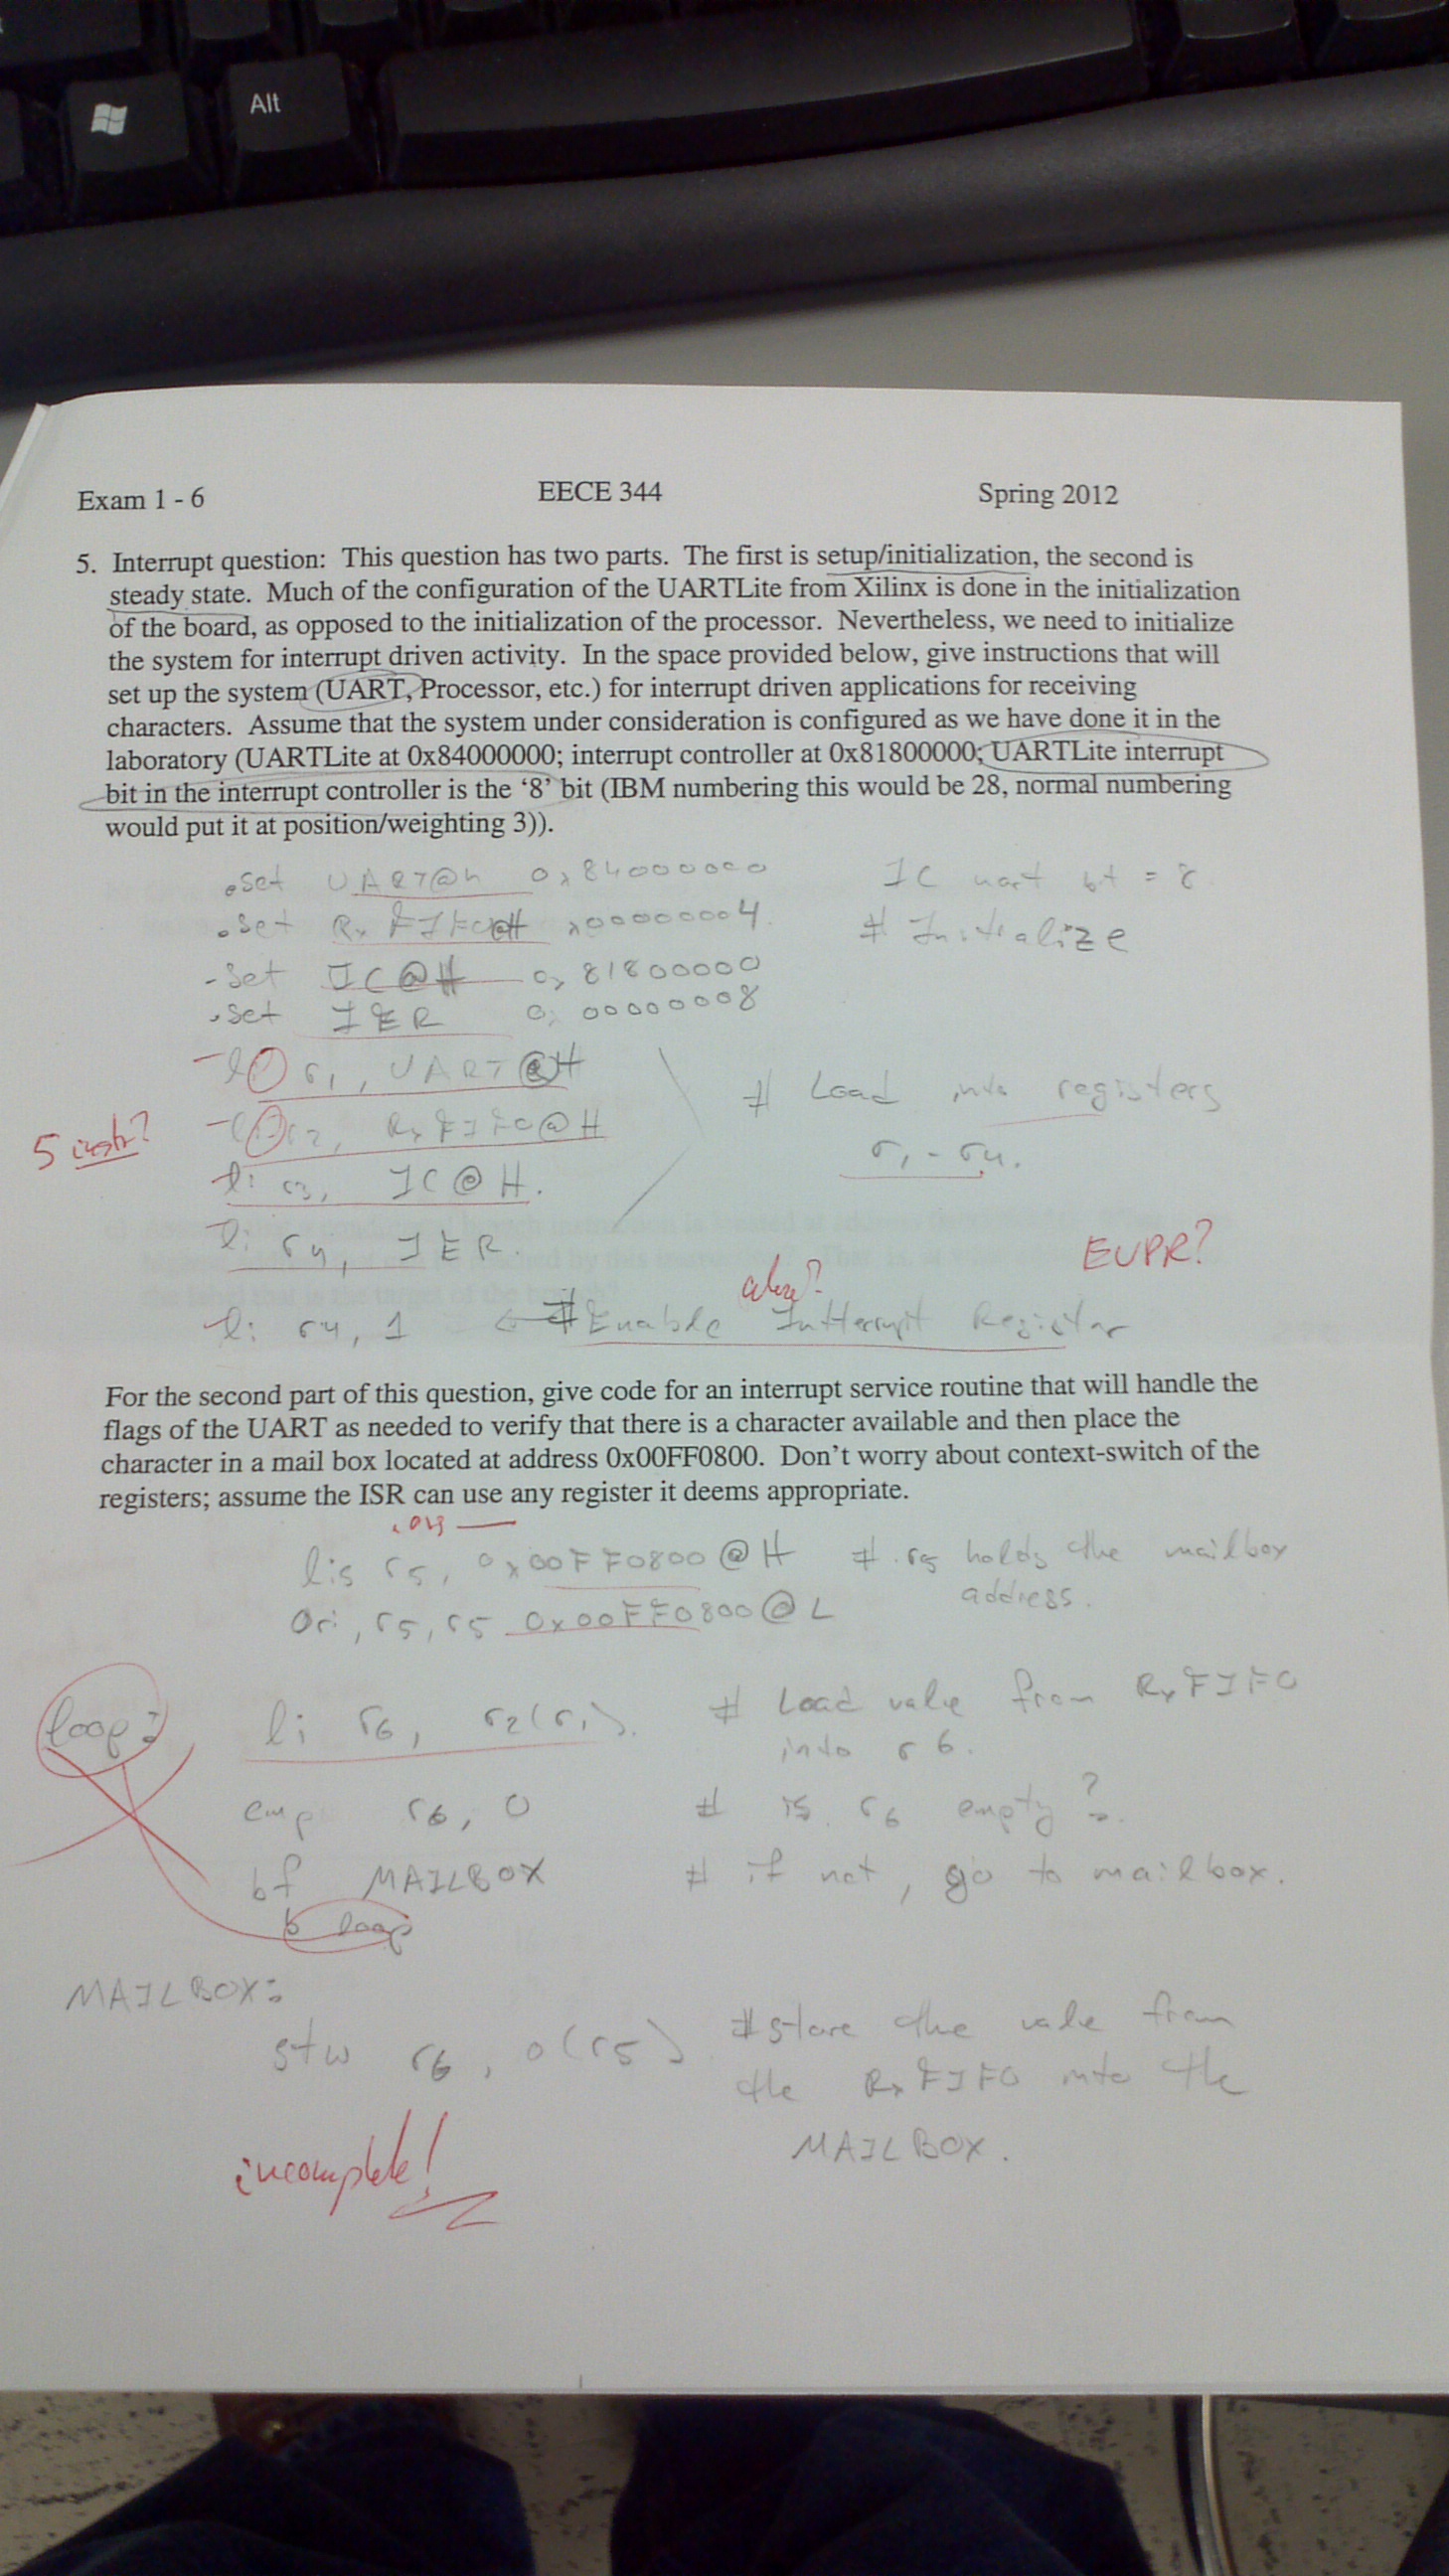 Alt
Exam 1 - 6 EECE 344 Spring 2012
5. Interrupt question: This question has two parts. The first is setup/initialization, the second is
steady state. Much of the configuration of the UARTLite from Xilinx is done in the initialization
of the board, as opposed to the initialization of the processor. Nevertheless, we need to initialize
the system for interrupt driven activity. In the space provided below, give instructions that will
set up the system (UART, Processor, etc.) for interrupt driven applications for receiving
characters. Assume that the system under consideration is configured as we have done it in the
laboratory (UARTLite at 0x84000000; interrupt controller at 0x81800000; UARTLite interrupt
bit in the interrupt controller is the ‘8’ bit (IBM numbering this would be 28, normal numbering
would put it at position/weighting 3)).
.set UART@h 0x84000000 IC uart bit = 8
.set RxFIFO@H x00000004 # Initialize
.set IC@H 0x81800000
.set IER 0x00000008
li r1, UART@H
# Load into registers
li r2, RxFIFO@H
5 instr?
r1 - r4.
li r3, IC@H.
li r4, IER.
EUPR?
where?
li r4, 1 # Enable Interrupt Register
For the second part of this question, give code for an interrupt service routine that will handle the
flags of the UART as needed to verify that there is a character available and then place the
character in a mail box located at address 0x00FF0800. Don’t worry about context-switch of the
registers; assume the ISR can use any register it deems appropriate.
.org
lis r5, 0x00FF0800@H # r5 holds the mailbox
address.
Ori, r5, r5 0x00FF0800@L
loop: li r6, r2(r1). # Load value from RxFIFO
into r6.
cmp r6, 0 # is r6 empty?
bf MAILBOX # if not, go to mailbox.
b loop
MAILBOX:
stw r6, 0(r5) #store the value from
the RxFIFO into the
MAILBOX.
incomplete!